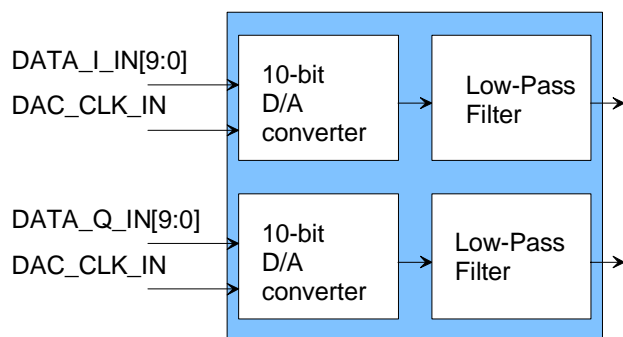 DATA_I_IN[9:0]
DAC_CLK_IN
10-bit
D/A
converter
Low-Pass
Filter
DATA_Q_IN[9:0]
DAC_CLK_IN
10-bit
D/A
converter
Low-Pass
Filter